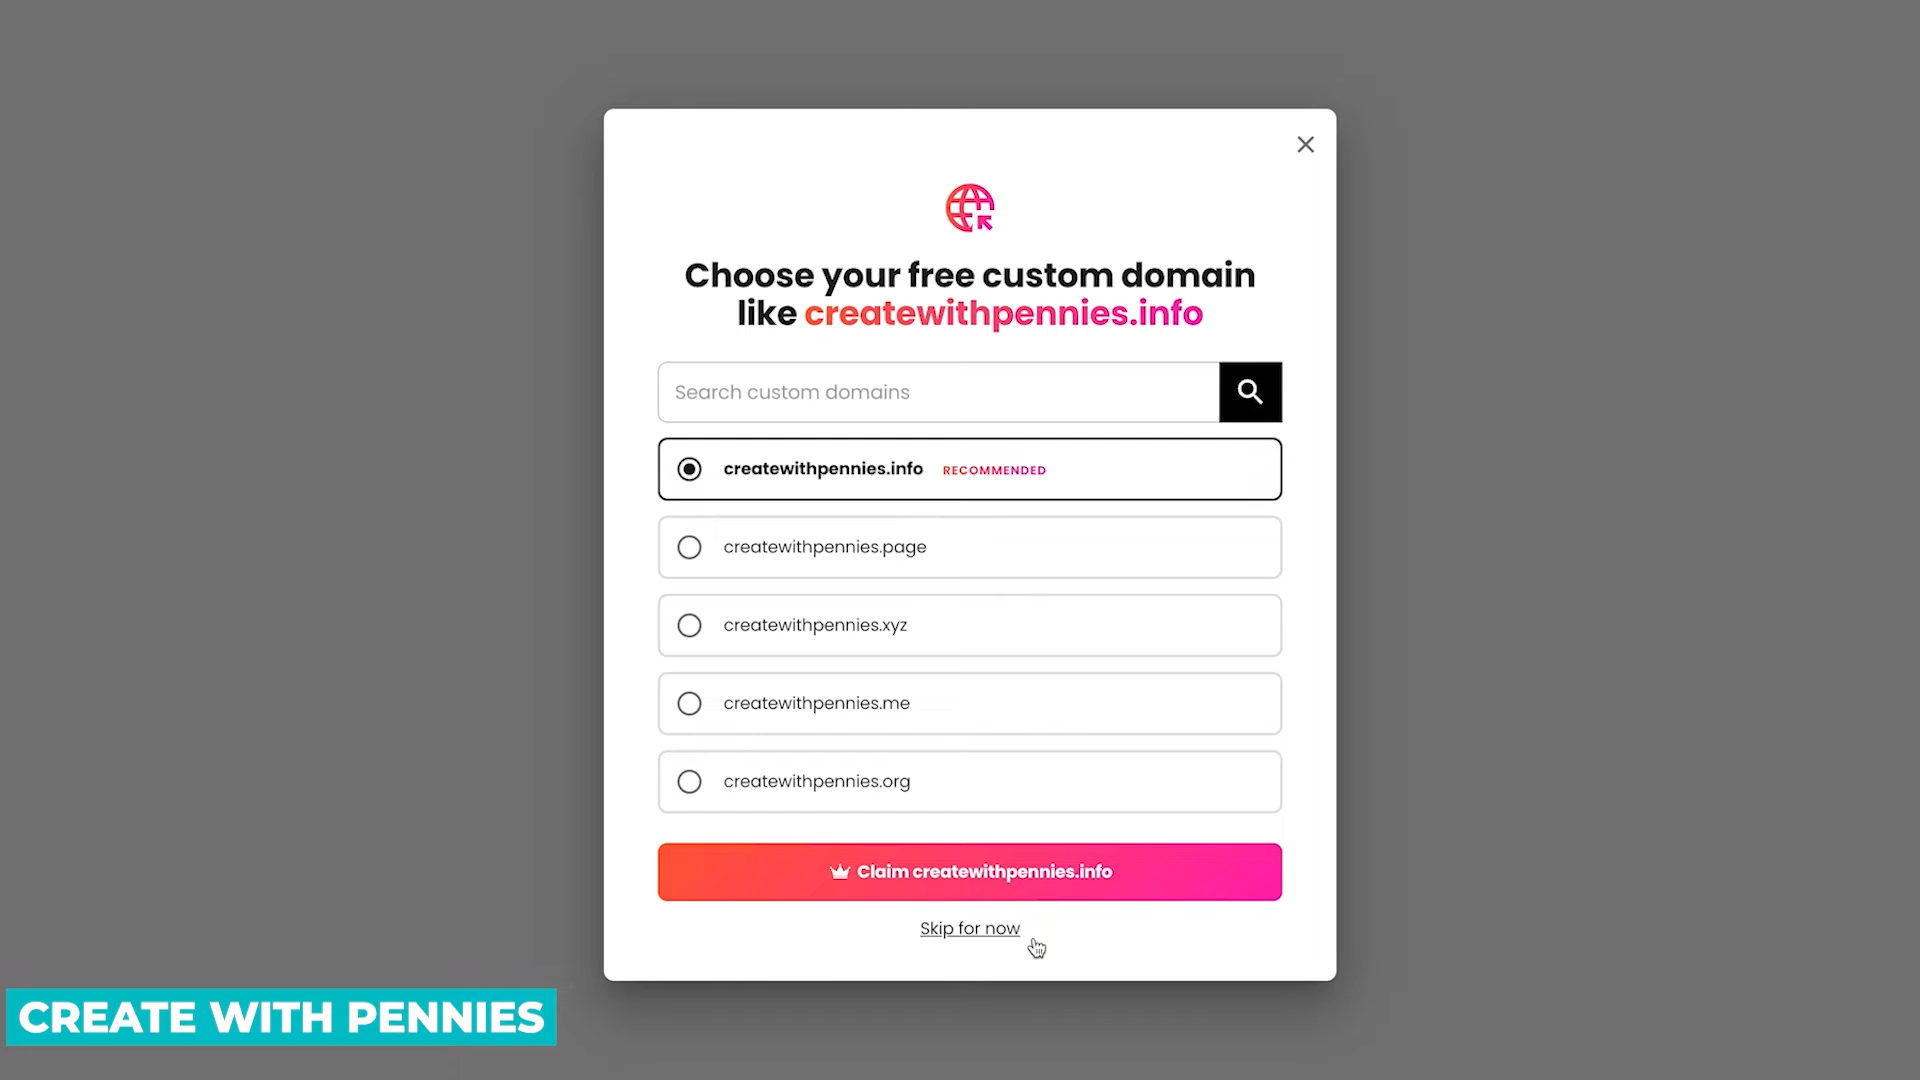 Choose your free custom domain
like createwithpennies.info
Search custom domains
createwithpennies.info RECOMMENDED
createwithpennies.page
createwithpennies.xyz
createwithpennies.me
createwithpennies.org
Claim createwithpennies.info
Skip for now
CREATE WITH PENNIES